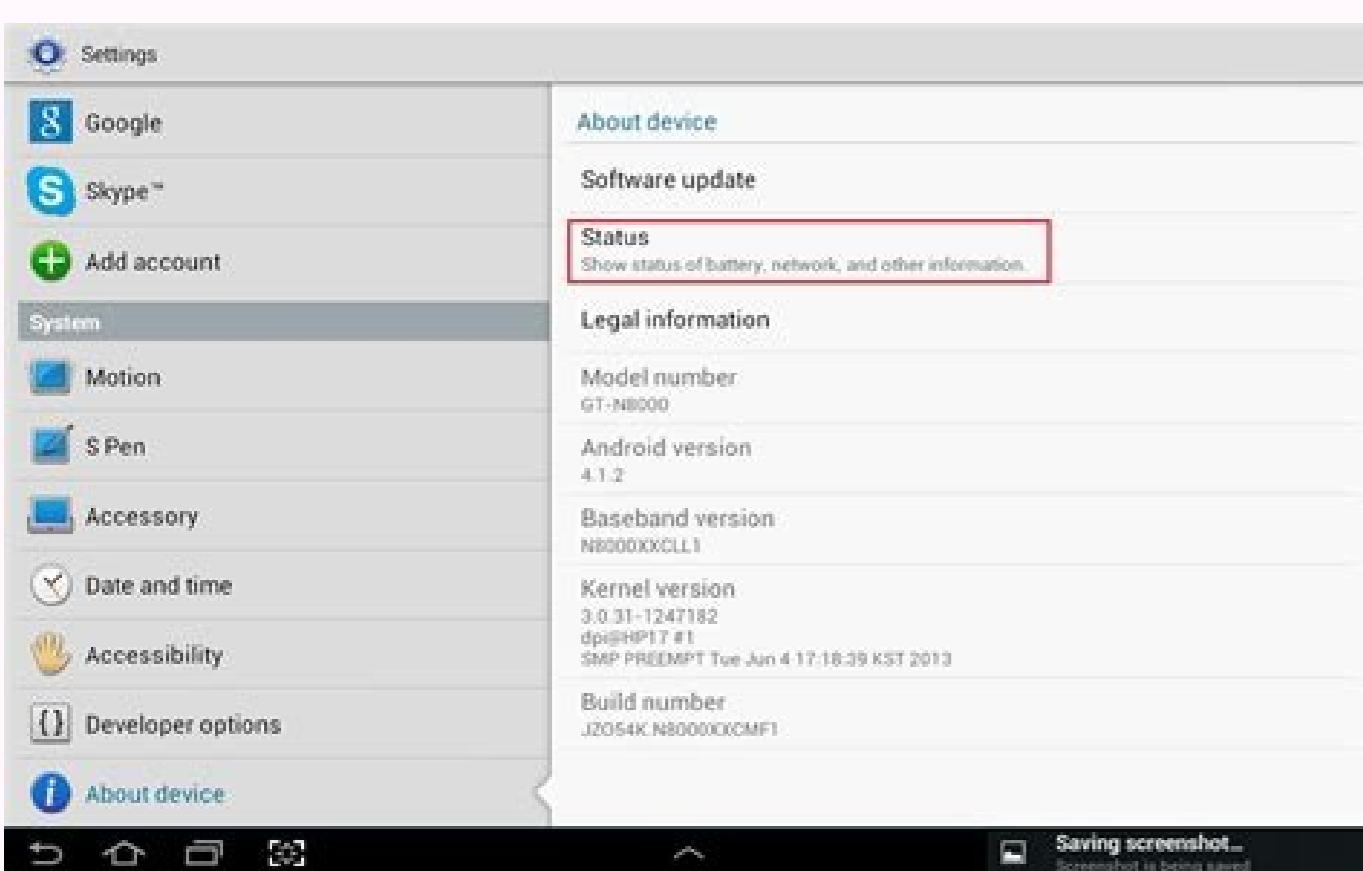 Settings
Google
Skype™
Add account
System
Motion
S Pen
Accessory
Date and time
Accessibility
Developer options
About device
About device
Software update
Status
Show status of battery, network, and other information.
Legal information
Model number
GT-N8000
Android version
4.1.2
Baseband version
N8000XXCLL1
Kernel version
3.0.31-1247182
dpi@HP17 #1
SMP PREEMPT Tue Jun 4 17:18:39 KST 2013
Build number
JZO54K.N8000XXCMF1
Saving screenshot...
Screenshot is being saved